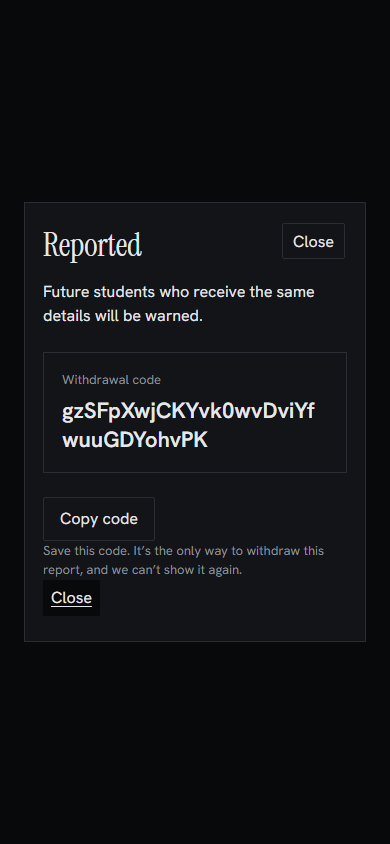 Reported
Close
Future students who receive the same
details will be warned.
Withdrawal code
gzSFpXwjCKYvk0wvDviYf
wuuGDYohvPK
Copy code
Save this code. It’s the only way to withdraw this
report, and we can’t show it again.
Close